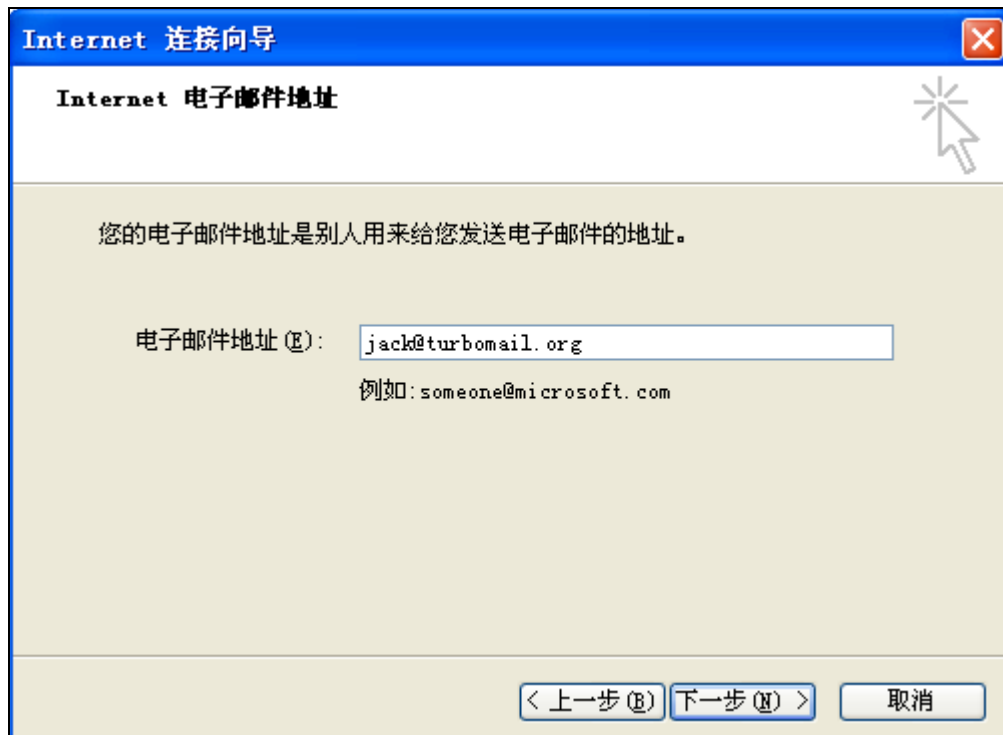 Internet 连接向导
Internet 电子邮件地址
您的电子邮件地址是别人用来给您发送电子邮件的地址。
电子邮件地址(E): jack@turbomail.org
例如:someone@microsoft.com
< 上一步(B) 下一步(N) > 取消